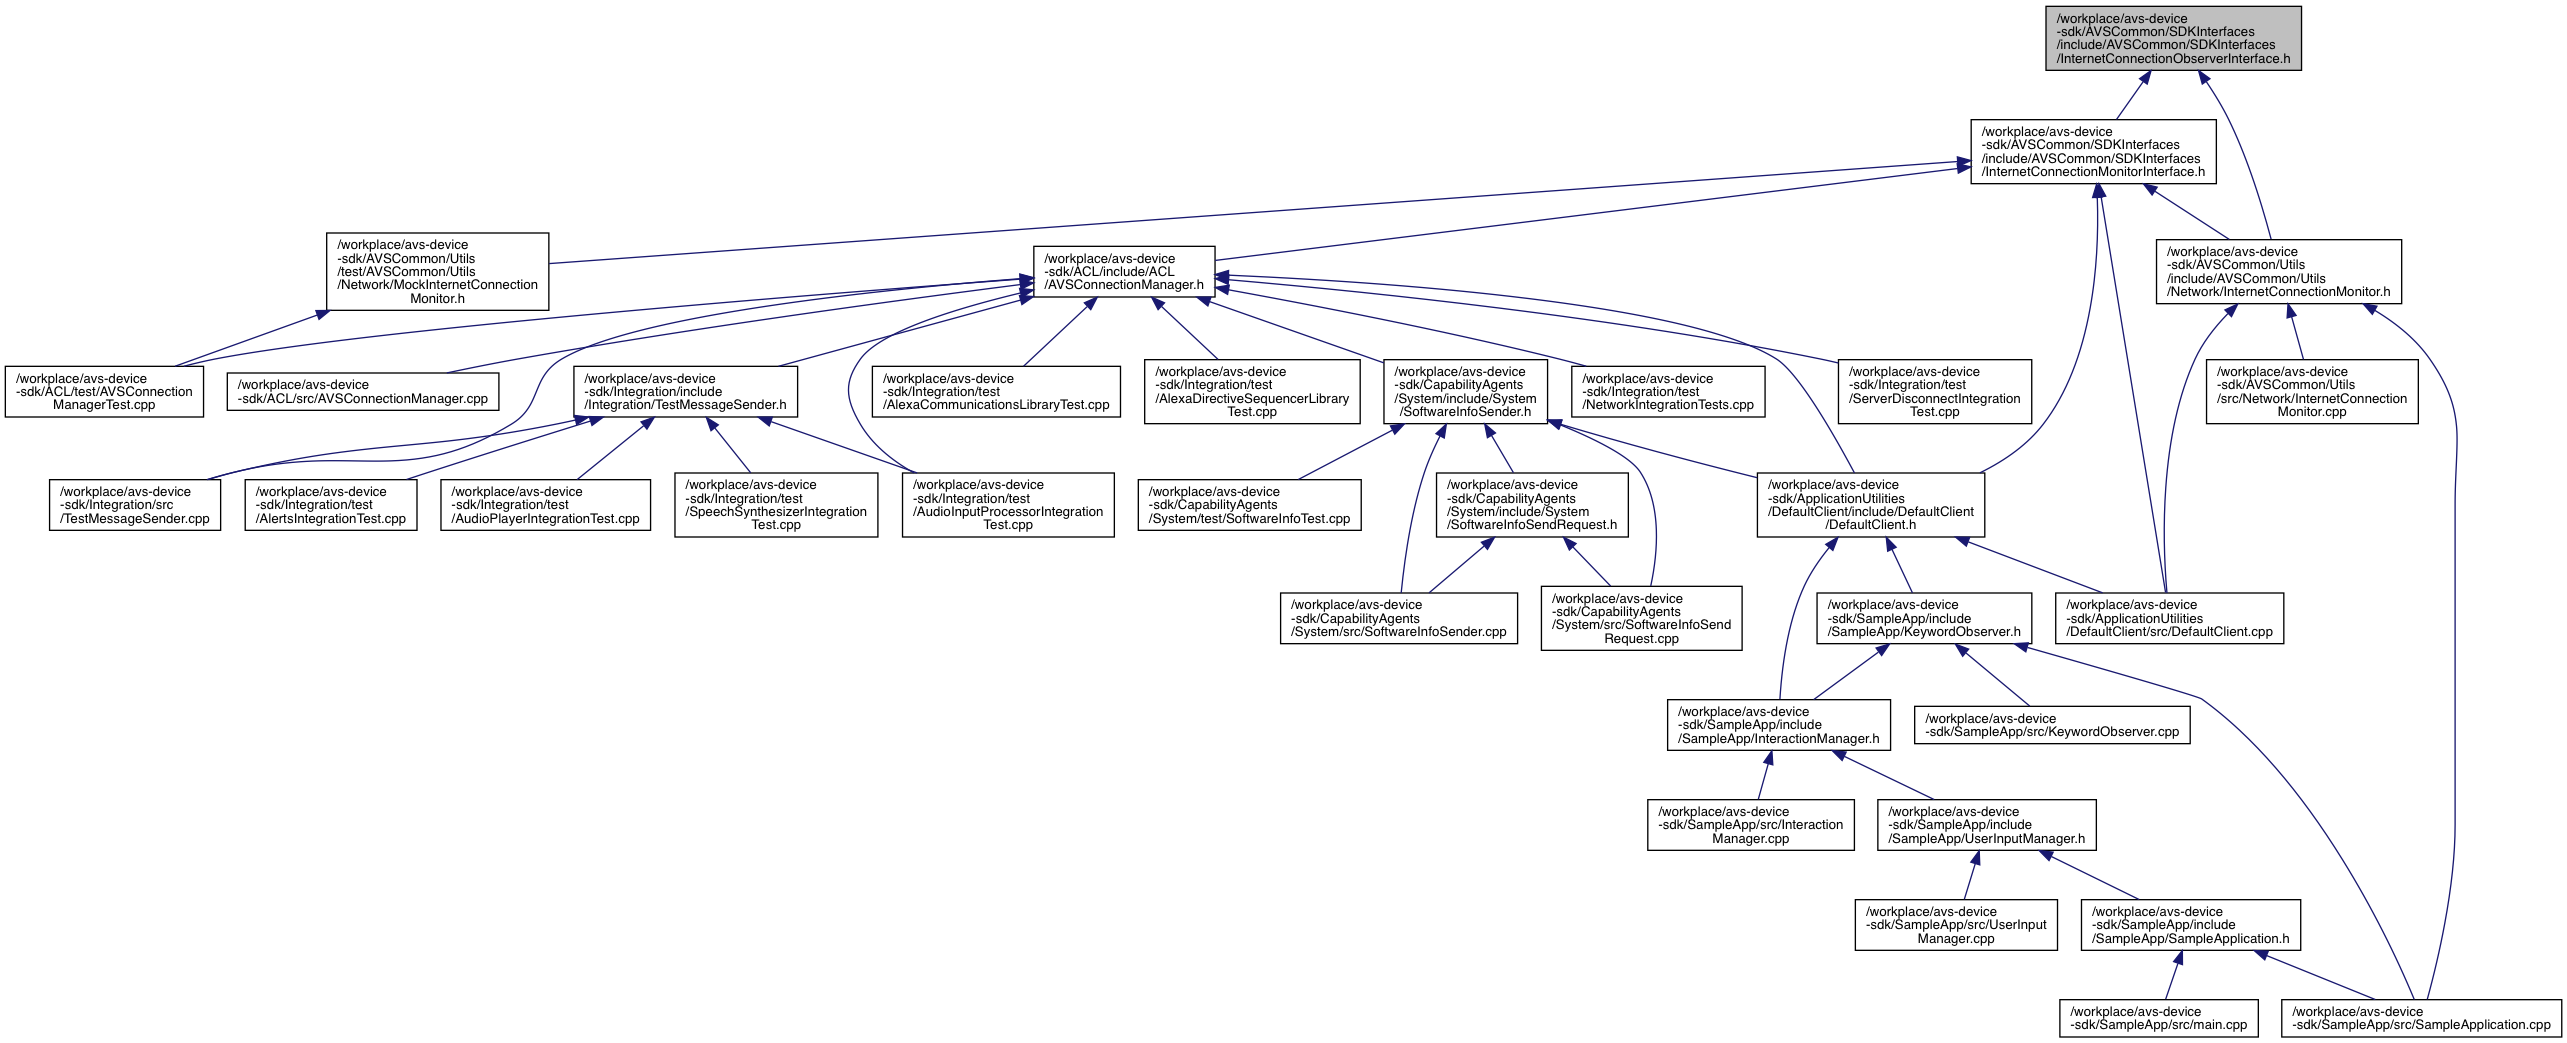 /workplace/avs-device
-sdk/AVSCommon/SDKInterfaces
/include/AVSCommon/SDKInterfaces
/InternetConnectionObserverInterface.h
/workplace/avs-device
-sdk/AVSCommon/SDKInterfaces
/include/AVSCommon/SDKInterfaces
/InternetConnectionMonitorInterface.h
/workplace/avs-device
-sdk/AVSCommon/Utils
/test/AVSCommon/Utils
/Network/MockInternetConnection
Monitor.h
/workplace/avs-device
-sdk/ACL/include/ACL
/AVSConnectionManager.h
/workplace/avs-device
-sdk/AVSCommon/Utils
/include/AVSCommon/Utils
/Network/InternetConnectionMonitor.h
/workplace/avs-device
-sdk/ACL/test/AVSConnection
ManagerTest.cpp
/workplace/avs-device
-sdk/ACL/src/AVSConnectionManager.cpp
/workplace/avs-device
-sdk/Integration/include
/Integration/TestMessageSender.h
/workplace/avs-device
-sdk/Integration/test
/AlexaCommunicationsLibraryTest.cpp
/workplace/avs-device
-sdk/Integration/test
/AlexaDirectiveSequencerLibrary
Test.cpp
/workplace/avs-device
-sdk/CapabilityAgents
/System/include/System
/SoftwareInfoSender.h
/workplace/avs-device
-sdk/Integration/test
/NetworkIntegrationTests.cpp
/workplace/avs-device
-sdk/Integration/test
/ServerDisconnectIntegration
Test.cpp
/workplace/avs-device
-sdk/AVSCommon/Utils
/src/Network/InternetConnection
Monitor.cpp
/workplace/avs-device
-sdk/Integration/src
/TestMessageSender.cpp
/workplace/avs-device
-sdk/Integration/test
/AlertsIntegrationTest.cpp
/workplace/avs-device
-sdk/Integration/test
/AudioPlayerIntegrationTest.cpp
/workplace/avs-device
-sdk/Integration/test
/SpeechSynthesizerIntegration
Test.cpp
/workplace/avs-device
-sdk/Integration/test
/AudioInputProcessorIntegration
Test.cpp
/workplace/avs-device
-sdk/CapabilityAgents
/System/test/SoftwareInfoTest.cpp
/workplace/avs-device
-sdk/CapabilityAgents
/System/include/System
/SoftwareInfoSendRequest.h
/workplace/avs-device
-sdk/ApplicationUtilities
/DefaultClient/include/DefaultClient
/DefaultClient.h
/workplace/avs-device
-sdk/CapabilityAgents
/System/src/SoftwareInfoSender.cpp
/workplace/avs-device
-sdk/CapabilityAgents
/System/src/SoftwareInfoSend
Request.cpp
/workplace/avs-device
-sdk/SampleApp/include
/SampleApp/KeywordObserver.h
/workplace/avs-device
-sdk/ApplicationUtilities
/DefaultClient/src/DefaultClient.cpp
/workplace/avs-device
-sdk/SampleApp/include
/SampleApp/InteractionManager.h
/workplace/avs-device
-sdk/SampleApp/src/KeywordObserver.cpp
/workplace/avs-device
-sdk/SampleApp/src/Interaction
Manager.cpp
/workplace/avs-device
-sdk/SampleApp/include
/SampleApp/UserInputManager.h
/workplace/avs-device
-sdk/SampleApp/src/UserInput
Manager.cpp
/workplace/avs-device
-sdk/SampleApp/include
/SampleApp/SampleApplication.h
/workplace/avs-device
-sdk/SampleApp/src/main.cpp
/workplace/avs-device
-sdk/SampleApp/src/SampleApplication.cpp